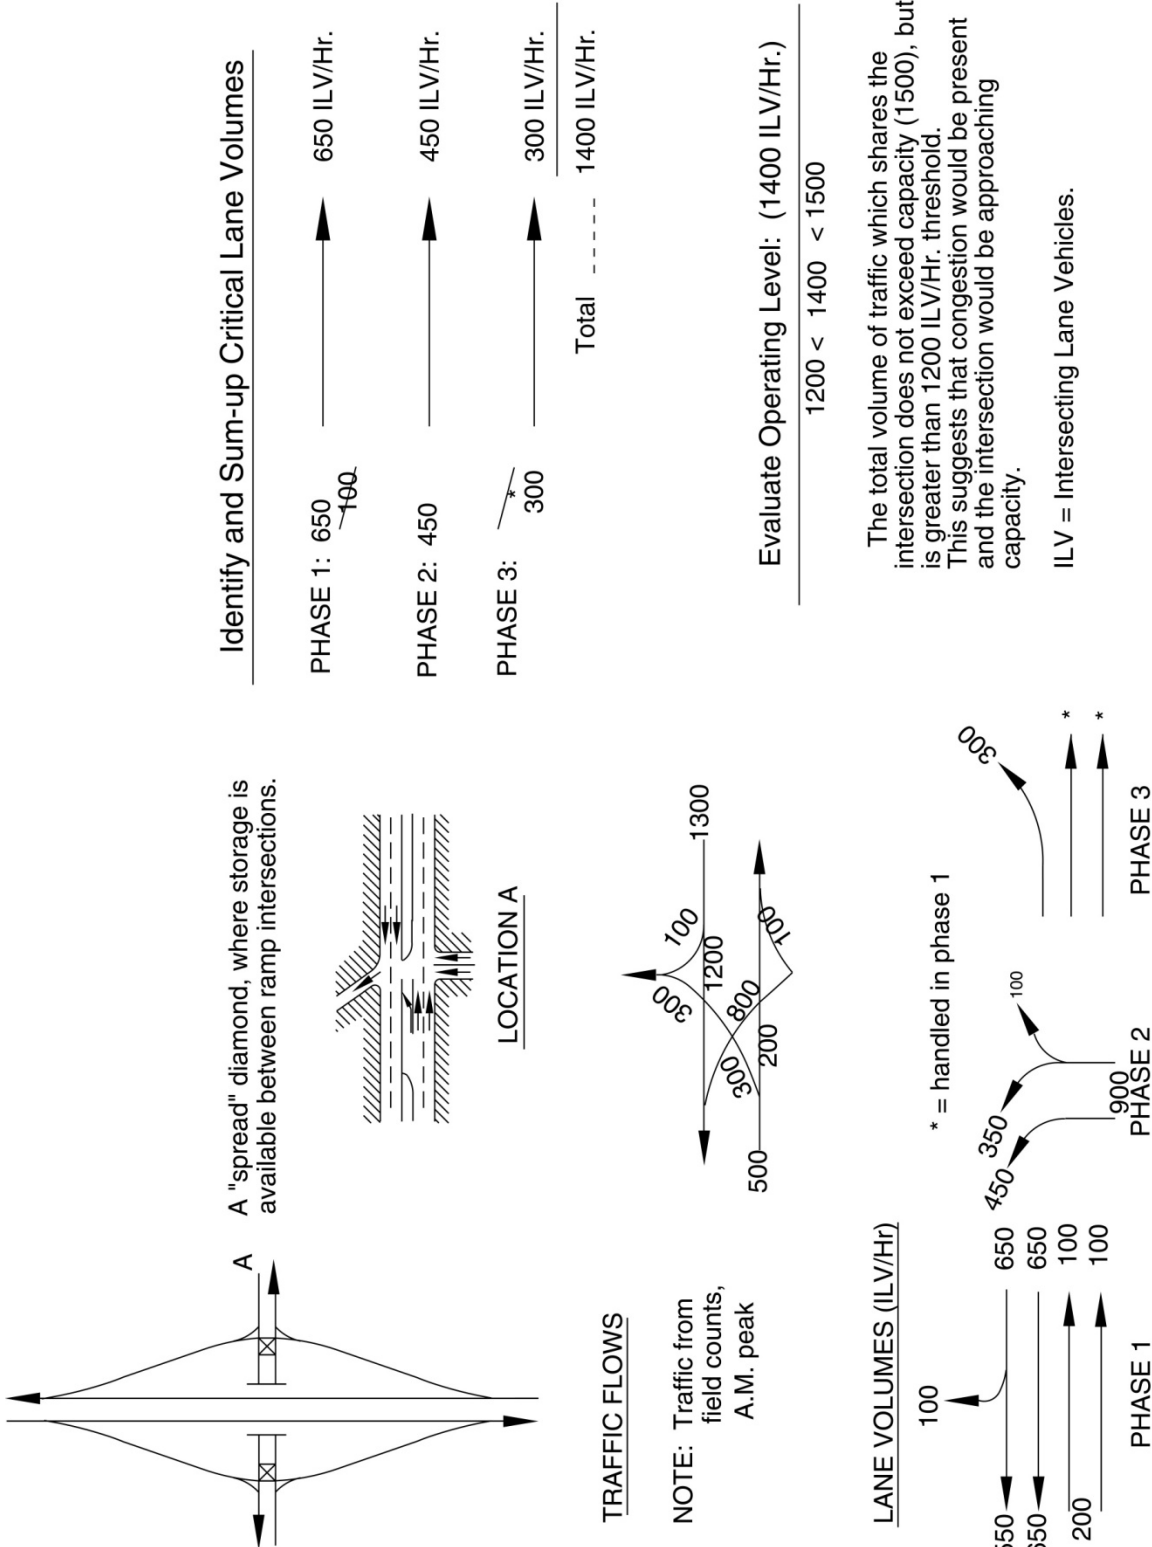 A
A "spread" diamond, where storage is
available between ramp intersections.
LOCATION A
TRAFFIC FLOWS
NOTE: Traffic from
field counts,
A.M. peak
300
100
1200
1300
800
300
200
500
100
LANE VOLUMES (ILV/Hr)
100
650
650
650
100
200
100
PHASE 1
450
350
100
900
PHASE 2
* = handled in phase 1
300
*
*
PHASE 3
Identify and Sum-up Critical Lane Volumes
PHASE 1: 650 650 ILV/Hr.
100
PHASE 2: 450 450 ILV/Hr.
PHASE 3: * 300 ILV/Hr.
300
Total ----- 1400 ILV/Hr.
Evaluate Operating Level: (1400 ILV/Hr.)
1200 < 1400 < 1500
The total volume of traffic which shares the
intersection does not exceed capacity (1500), but
is greater than 1200 ILV/Hr. threshold.
This suggests that congestion would be present
and the intersection would be approaching
capacity.
ILV = Intersecting Lane Vehicles.